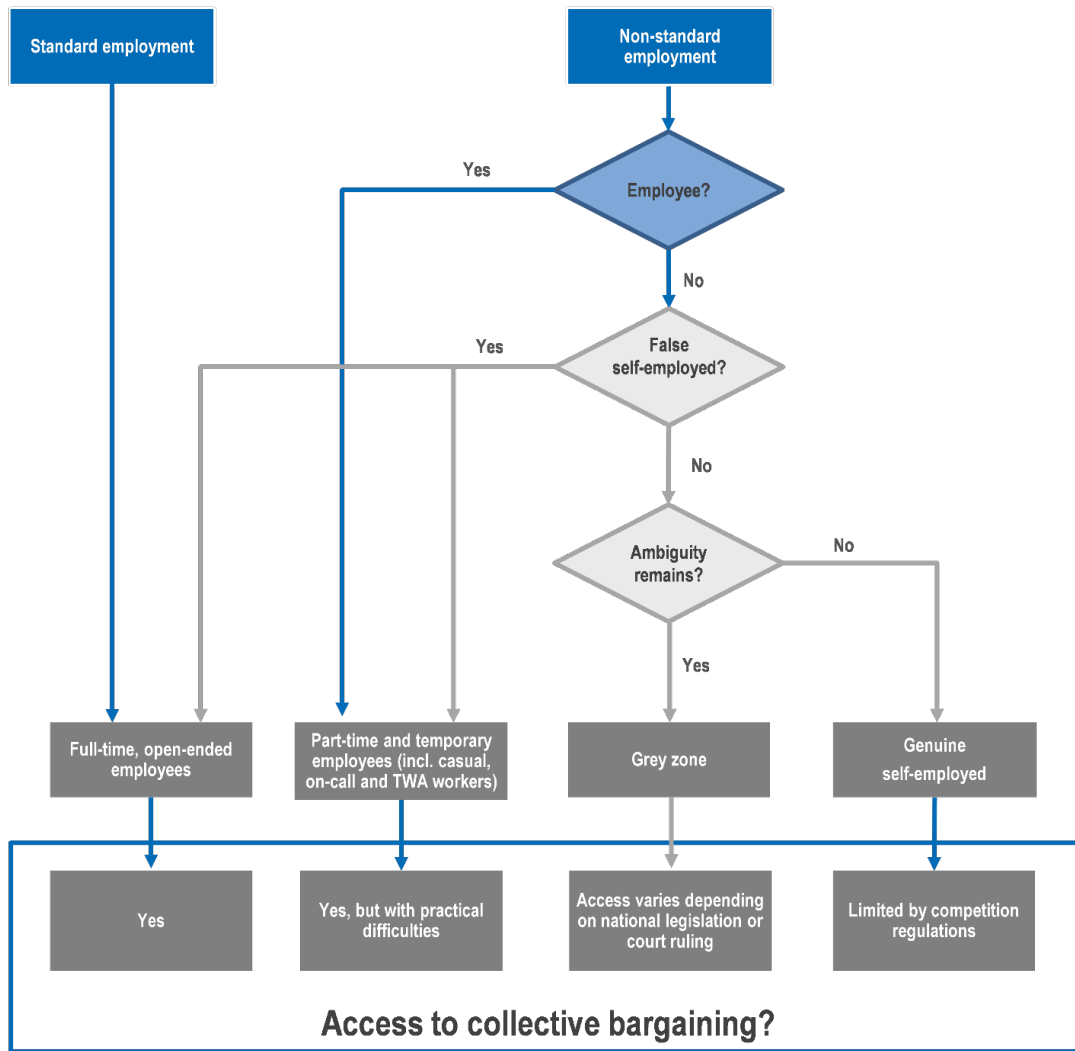 Standard employment
Non-standard
employment
Yes
Employee?
No
Yes
False
self-employed?
No
Ambiguity
remains?
No
Yes
Full-time, open-ended
employees
Part-time and temporary
employees (incl. casual,
on-call and TWA workers)
Grey zone
Genuine
self-employed
Yes
Yes, but with practical
difficulties
Access varies depending
on national legislation or
court ruling
Limited by competition
regulations
Access to collective bargaining?